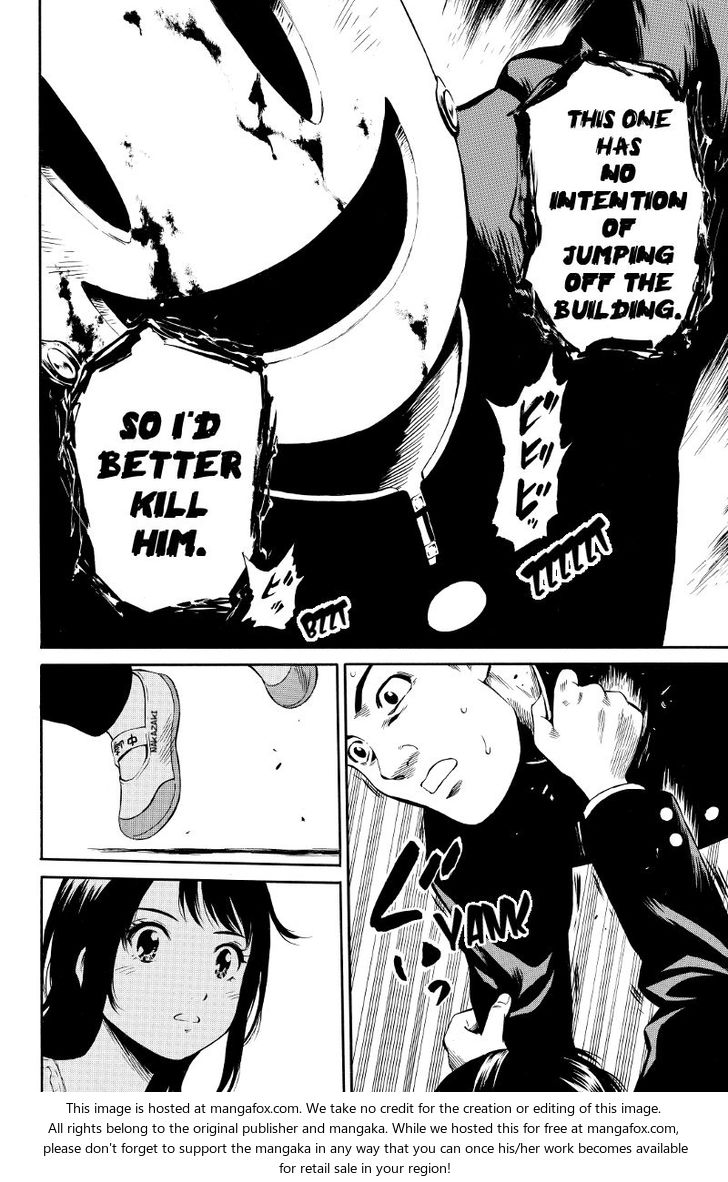 THIS ONE
HAS
NO
INTENTION
OF
JUMPING
OFF THE
BUILDING.
SO I'D
BETTER
KILL
HIM.
ビ
ビ
ビ
TZZZZZT
ビ
BZZT
NAKAZAKI
グ
い
YANK
This image is hosted at mangafox.com. We take no credit for the creation or editing of this image.
All rights belong to the original publisher and mangaka. While we hosted this for free at mangafox.com,
please don't forget to support the mangaka in any way that you can once his/her work becomes available
for retail sale in your region!